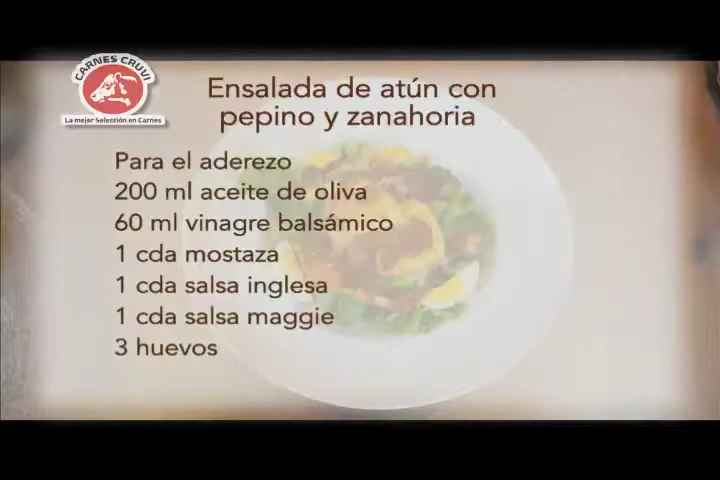 CARNES CRUVI
La mejor Selección en Carnes
Ensalada de atún con
pepino y zanahoria
Para el aderezo
200 ml aceite de oliva
60 ml vinagre balsámico
1 cda mostaza
1 cda salsa inglesa
1 cda salsa maggie
3 huevos